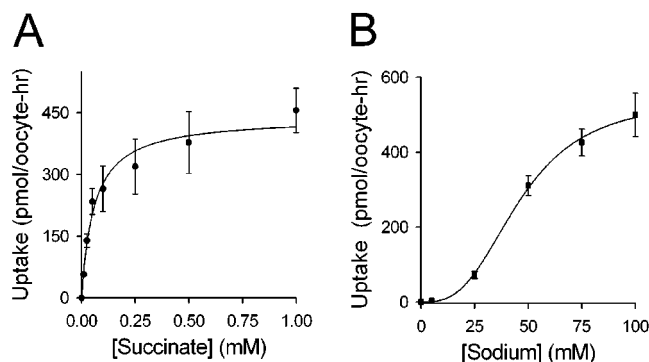 A
Uptake (pmol/oocyte-hr)
450
300
150
0
0.00 0.25 0.50 0.75 1.00
[Succinate] (mM)
B
Uptake (pmol/oocyte-hr)
600
400
200
0
0 25 50 75 100
[Sodium] (mM)